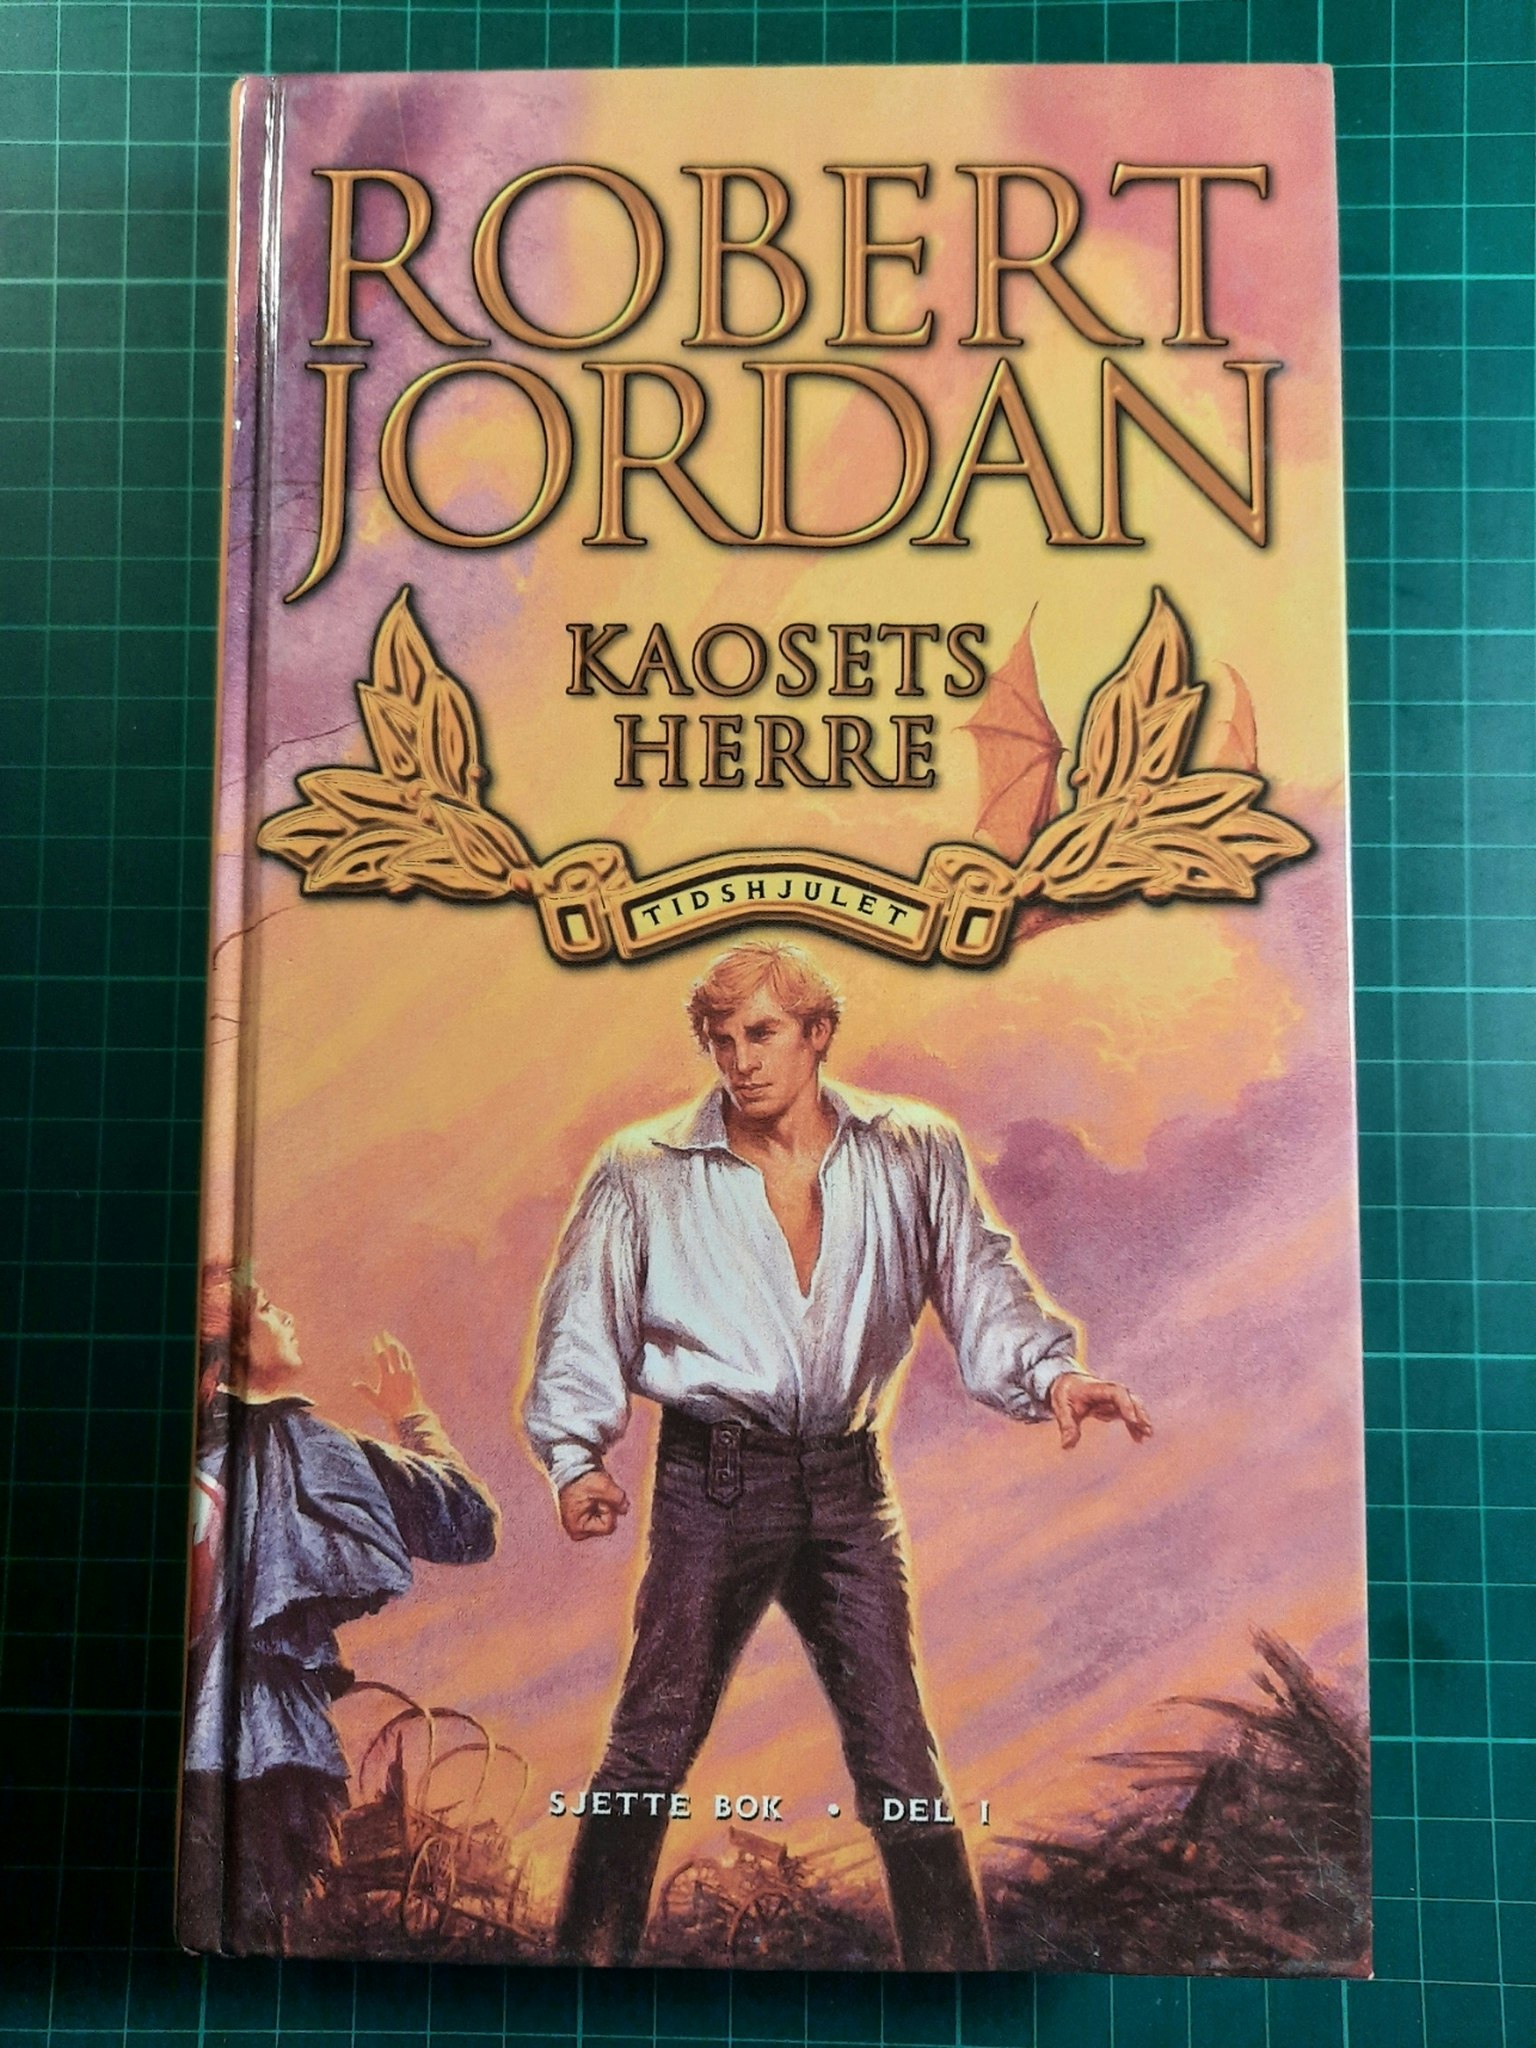 ROBERT
JORDAN
KAOSETS
HERRE
TIDSHJULET
SJETTE BOK • DEL I